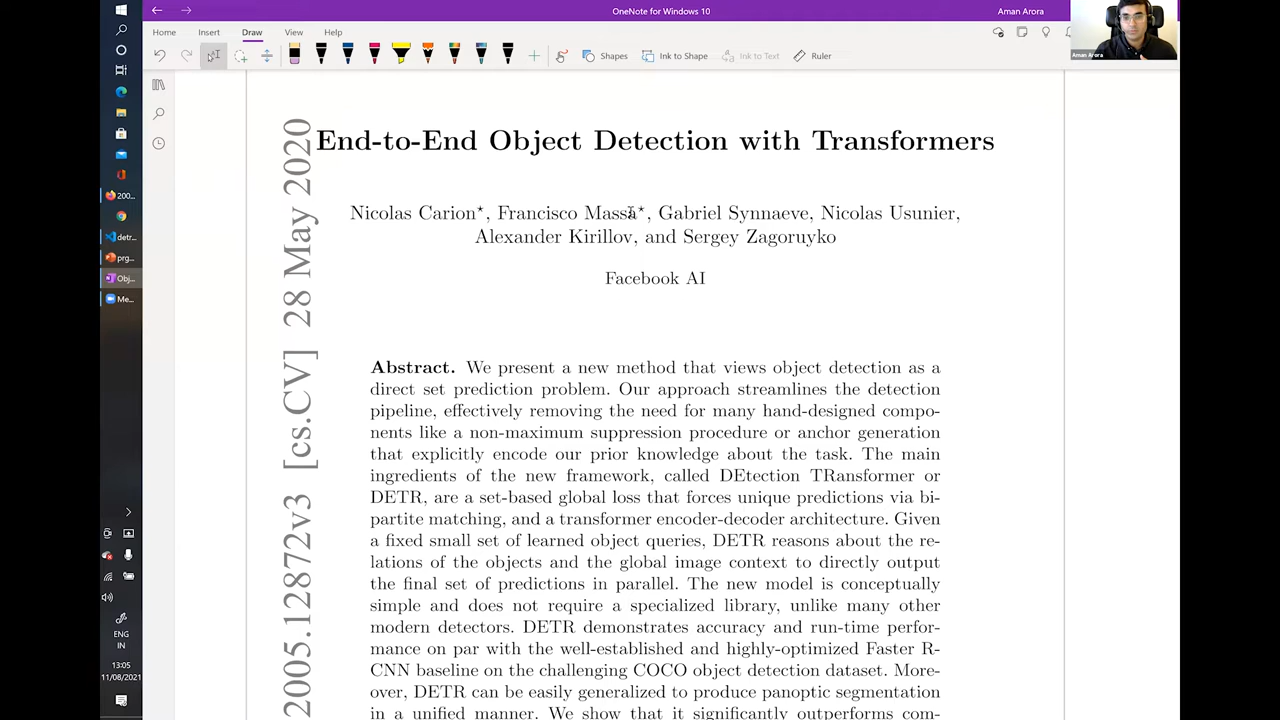 OneNote for Windows 10
Aman Arora
Home Insert Draw View Help
Shapes Ink to Shape Ink to Text Ruler
Aman Arora
200...
detr...
prg...
Obj...
Me...
ENG
IN
13:05
11/08/2021
2005.12872v3 [cs.CV] 28 May 2020
End-to-End Object Detection with Transformers
Nicolas Carion⋆, Francisco Massa⋆, Gabriel Synnaeve, Nicolas Usunier,
Alexander Kirillov, and Sergey Zagoruyko
Facebook AI
Abstract. We present a new method that views object detection as a
direct set prediction problem. Our approach streamlines the detection
pipeline, effectively removing the need for many hand-designed compo-
nents like a non-maximum suppression procedure or anchor generation
that explicitly encode our prior knowledge about the task. The main
ingredients of the new framework, called DEtection TRansformer or
DETR, are a set-based global loss that forces unique predictions via bi-
partite matching, and a transformer encoder-decoder architecture. Given
a fixed small set of learned object queries, DETR reasons about the re-
lations of the objects and the global image context to directly output
the final set of predictions in parallel. The new model is conceptually
simple and does not require a specialized library, unlike many other
modern detectors. DETR demonstrates accuracy and run-time perfor-
mance on par with the well-established and highly-optimized Faster R-
CNN baseline on the challenging COCO object detection dataset. More-
over, DETR can be easily generalized to produce panoptic segmentation
in a unified manner. We show that it significantly outperforms com-